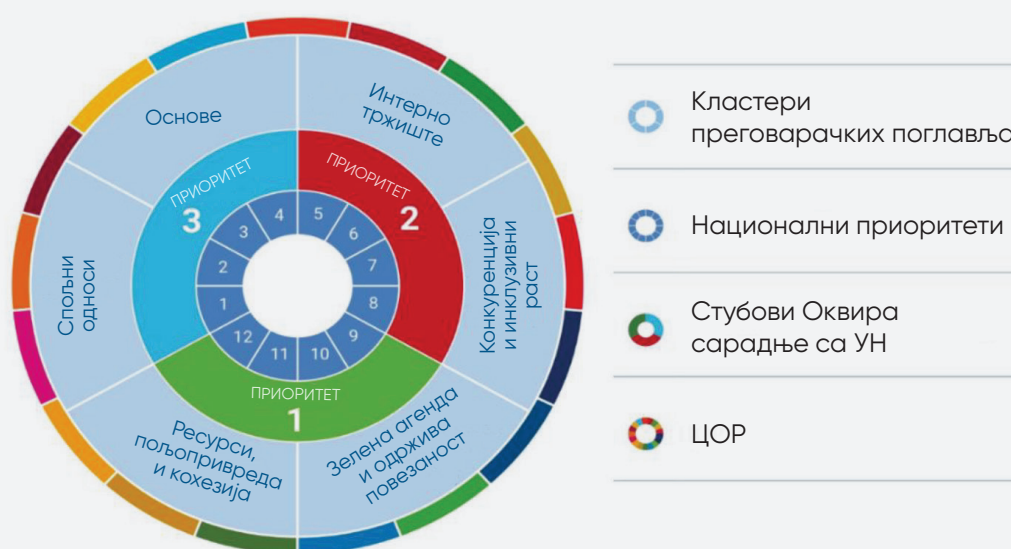 Основе
Интерно
тржиште
Конкуренција
и инклузивни
раст
Зелена агенда
и одржива
повезаност
Ресурси,
пољопривреда
и кохезија
Спољни
односи
ПРИОРИТЕТ
3
ПРИОРИТЕТ
2
ПРИОРИТЕТ
1
1
2
3
4
5
6
7
8
9
10
11
12
Кластери
преговарачких поглавља
Национални приоритети
Стубови Оквира
сарадње са УН
ЦОР